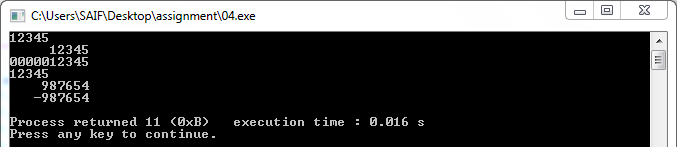 C:\Users\SAIF\Desktop\assignment\04.exe
12345
     12345
0000012345
12345
    987654
   -987654

Process returned 11 (0xB)   execution time : 0.016 s
Press any key to continue.